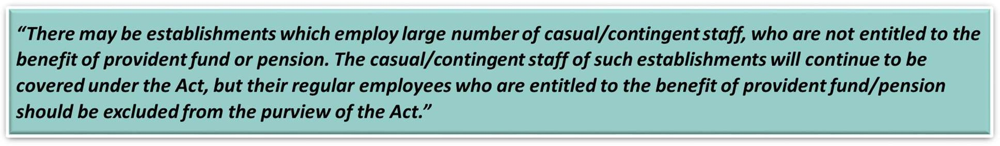 “There may be establishments which employ large number of casual/contingent staff, who are not entitled to the
benefit of provident fund or pension. The casual/contingent staff of such establishments will continue to be
covered under the Act, but their regular employees who are entitled to the benefit of provident fund/pension
should be excluded from the purview of the Act.”